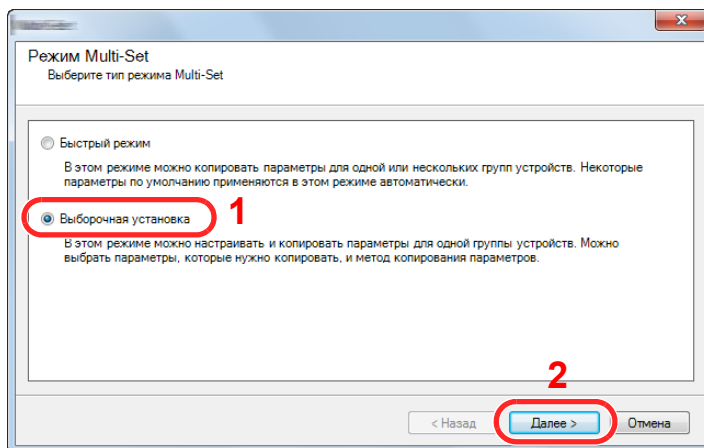 Режим Multi-Set
Выберите тип режима Multi-Set
Быстрый режим
В этом режиме можно копировать параметры для одной или нескольких групп устройств. Некоторые
параметры по умолчанию применяются в этом режиме автоматически.
Выборочная установка
1
В этом режиме можно настраивать и копировать параметры для одной группы устройств. Можно
выбрать параметры, которые нужно копировать, и метод копирования параметров.
2
< Назад
Далее >
Отмена